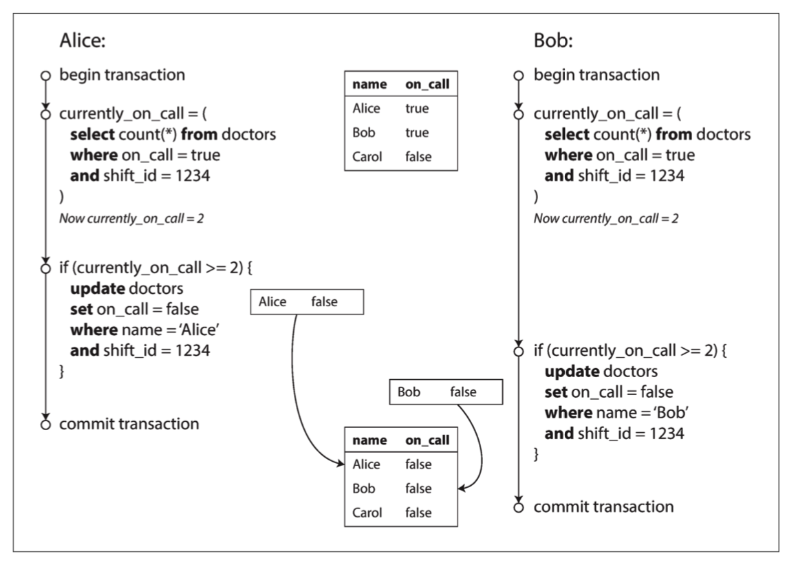 Alice:
begin transaction
currently_on_call = (
select count(*) from doctors
where on_call = true
and shift_id = 1234
)
Now currently_on_call = 2
if (currently_on_call >= 2) {
update doctors
set on_call = false
where name = ‘Alice’
and shift_id = 1234
}
commit transaction
name on_call
Alice true
Bob true
Carol false
Alice false
Bob false
name on_call
Alice false
Bob false
Carol false
Bob:
begin transaction
currently_on_call = (
select count(*) from doctors
where on_call = true
and shift_id = 1234
)
Now currently_on_call = 2
if (currently_on_call >= 2) {
update doctors
set on_call = false
where name = ‘Bob’
and shift_id = 1234
}
commit transaction